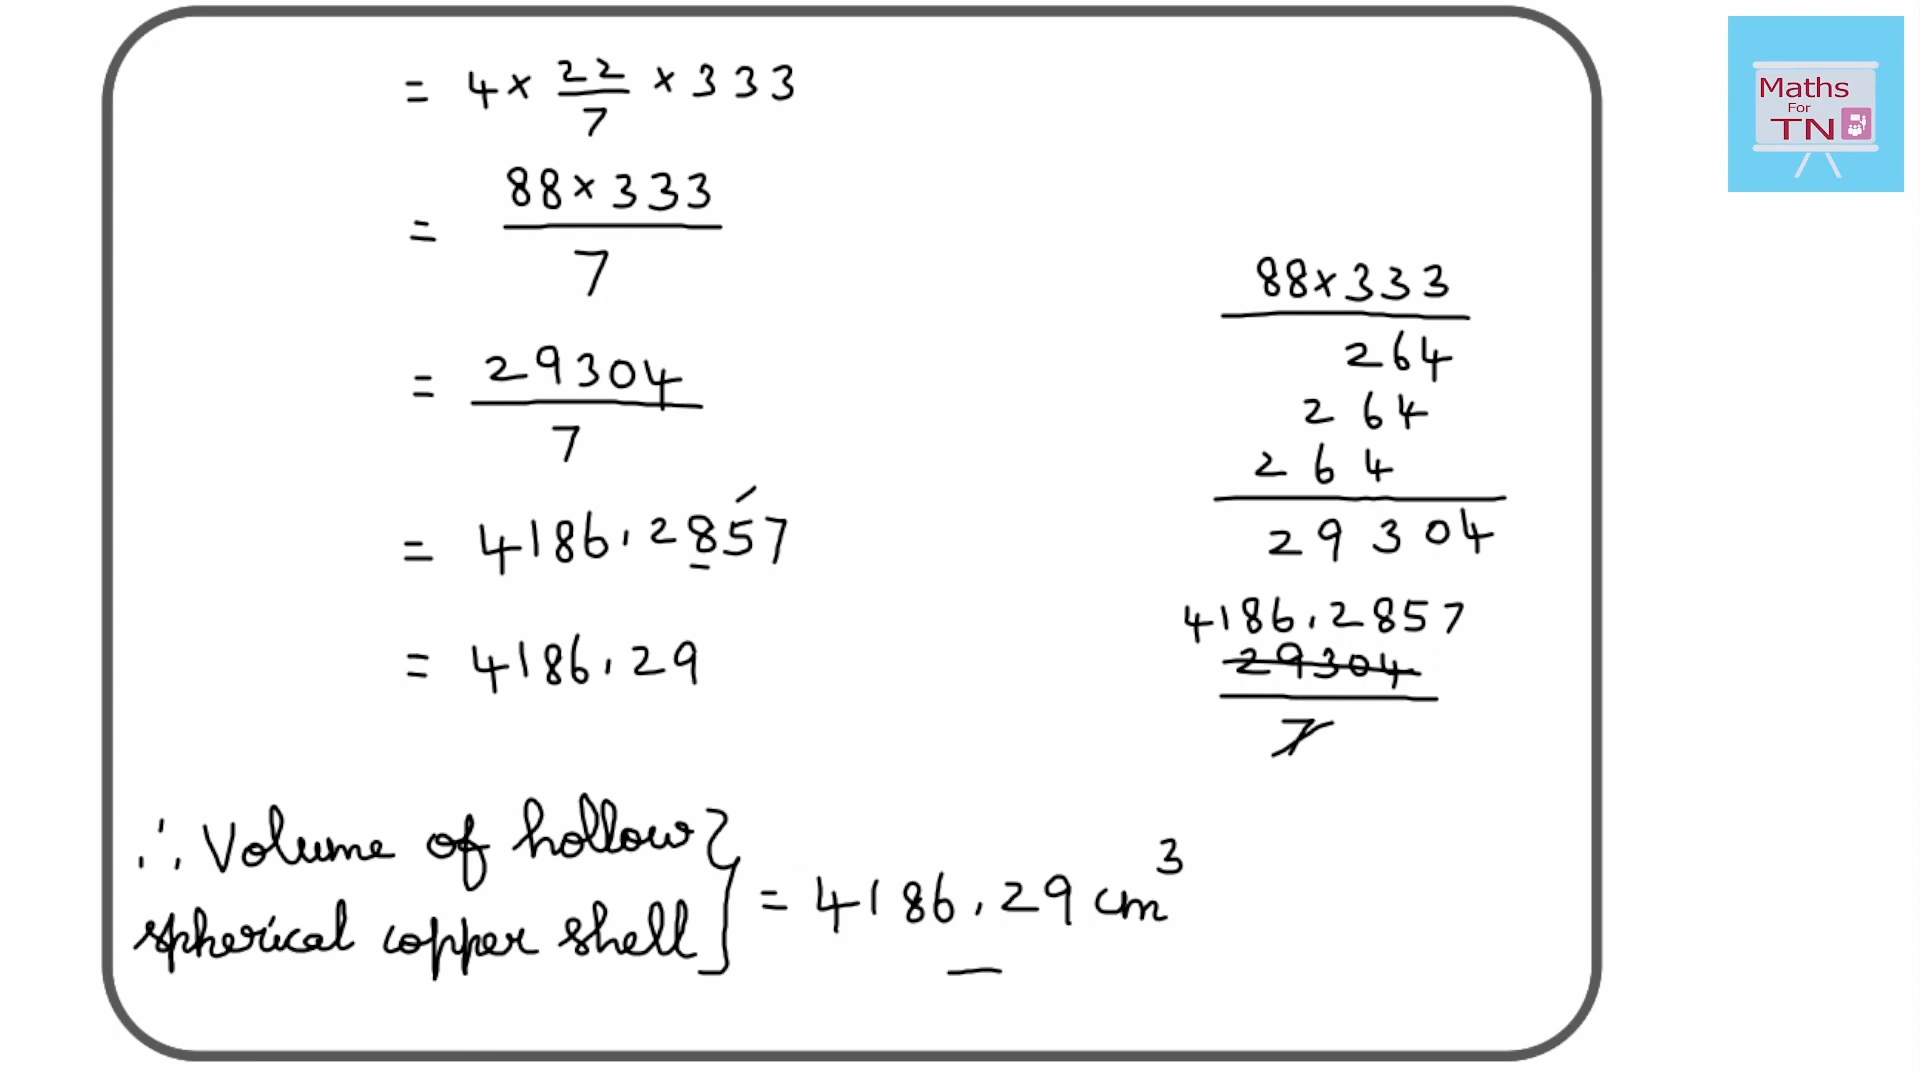 = 4 × 22/7 × 333
= 88 × 333 / 7
= 29304 / 7
= 4186.2857
= 4186.29
∴ Volume of hollow } = 4186.29 cm³
spherical copper shell
88 × 333
264
264
264
29304
4186.2857
29304
7
Maths
For
TN